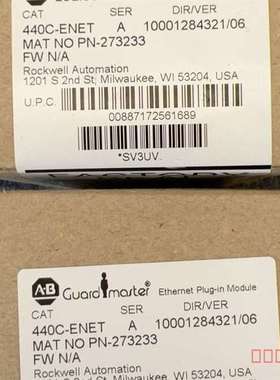 CAT SER DIR/VER
440C-ENET A 10001284321/06
MAT NO PN-273233
FW N/A
Rockwell Automation
1201 S 2nd St, Milwaukee, WI 53204, USA
U.P.C.
00887172561689
*SV3UV.
A-B Guardmaster® Ethernet Plug-in Module
CAT SER DIR/VER
440C-ENET A 10001284321/06
MAT NO PN-273233
FW N/A
Rockwell Automation
53204, USA